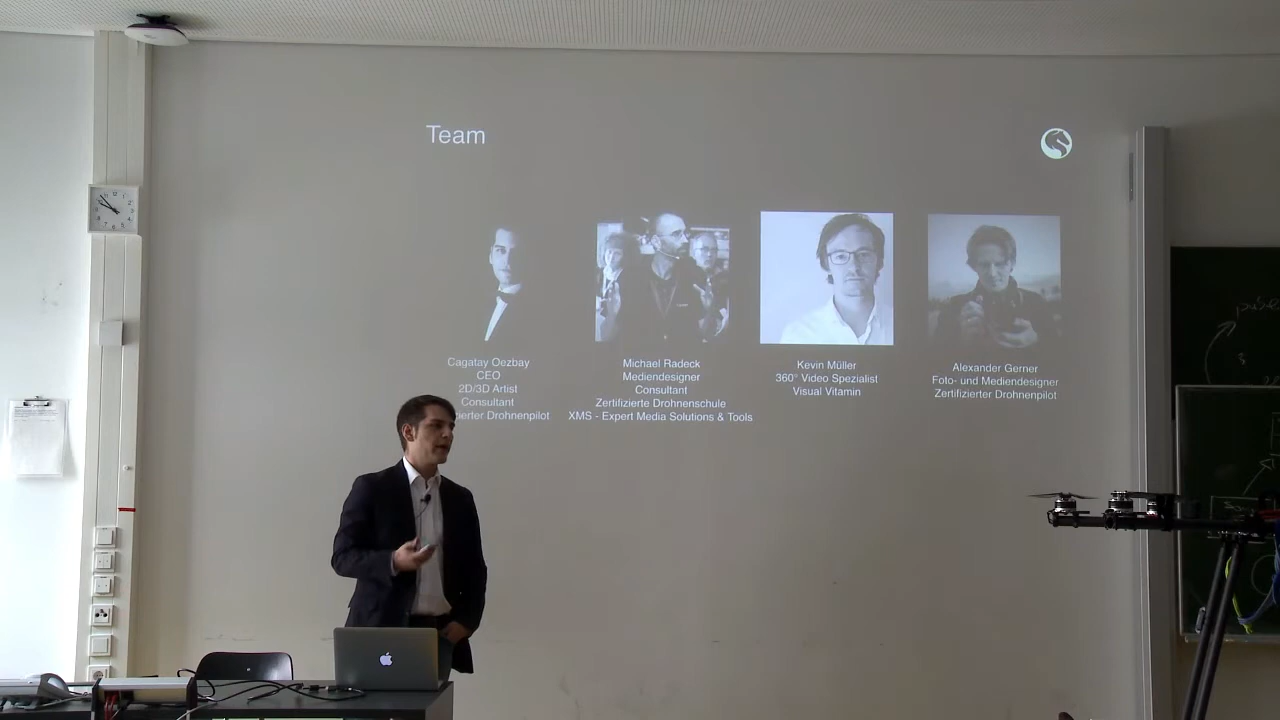 Team
Cagatay Oezbay
CEO
2D/3D Artist
Consultant
ierter Drohnenpilot
Michael Radeck
Mediendesigner
Consultant
Zertifizierte Drohnenschule
XMS - Expert Media Solutions & Tools
Kevin Müller
360° Video Spezialist
Visual Vitamin
Alexander Gerner
Foto- und Mediendesigner
Zertifizierter Drohnenpilot